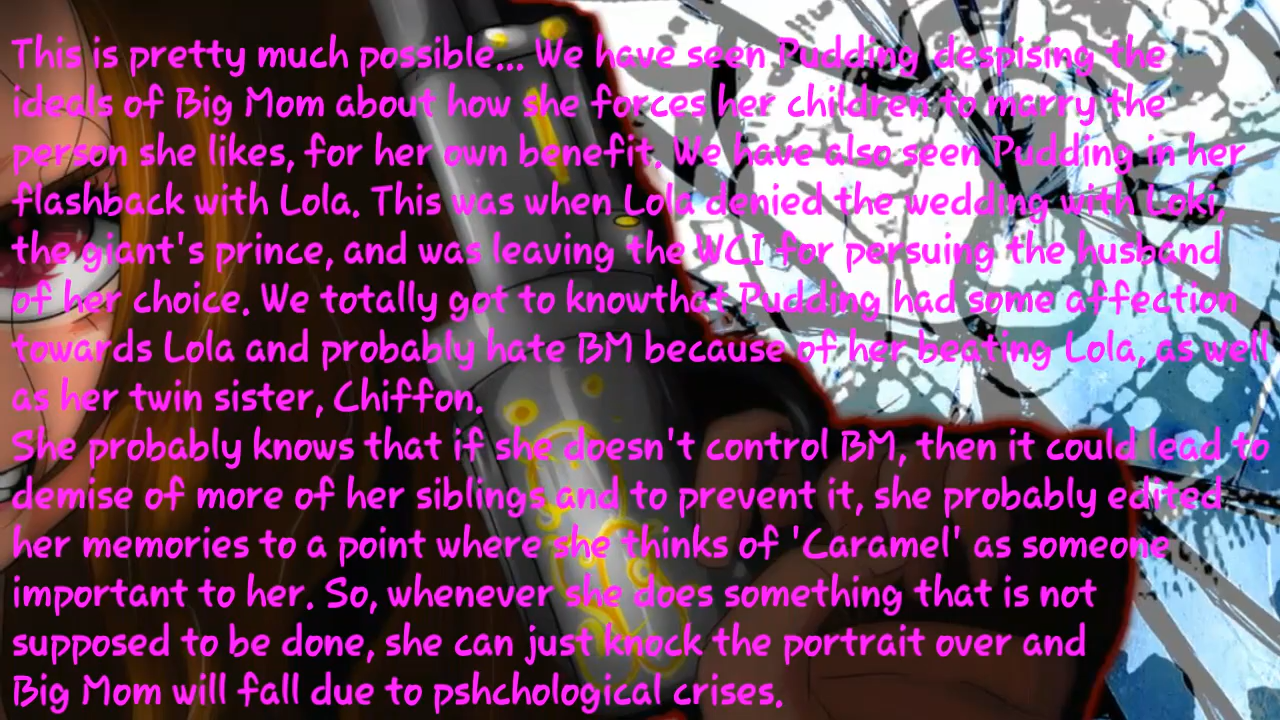 This is pretty much possible... We have seen Pudding despising the
ideals of Big Mom about how she forces her children to marry the
person she likes, for her own benefit. We have also seen Pudding in her
flashback with Lola. This was when Lola denied the wedding with Loki,
the giant's prince, and was leaving the WCI for persuing the husband
of her choice. We totally got to knowthat Pudding had some affection
towards Lola and probably hate BM because of her beating Lola, as well
as her twin sister, Chiffon.
She probably knows that if she doesn't control BM, then it could lead to
demise of more of her siblings and to prevent it, she probably edited
her memories to a point where she thinks of 'Caramel' as someone
important to her. So, whenever she does something that is not
supposed to be done, she can just knock the portrait over and
Big Mom will fall due to pshchological crises.